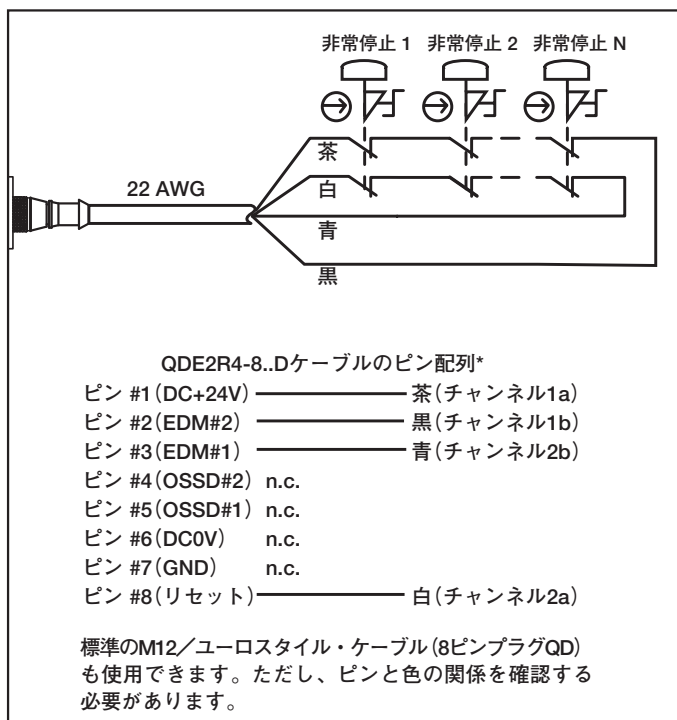 非常停止 1 非常停止 2 非常停止 N
茶
22 AWG
白
青
黒
QDE2R4-8..Dケーブルのピン配列*
ピン #1(DC+24V) 茶(チャンネル1a)
ピン #2(EDM#2) 黒(チャンネル1b)
ピン #3(EDM#1) 青(チャンネル2b)
ピン #4(OSSD#2) n.c.
ピン #5(OSSD#1) n.c.
ピン #6(DC0V) n.c.
ピン #7(GND) n.c.
ピン #8(リセット) 白(チャンネル2a)
標準のM12／ユーロスタイル・ケーブル(8ピンプラグQD)
も使用できます。ただし、ピンと色の関係を確認する
必要があります。